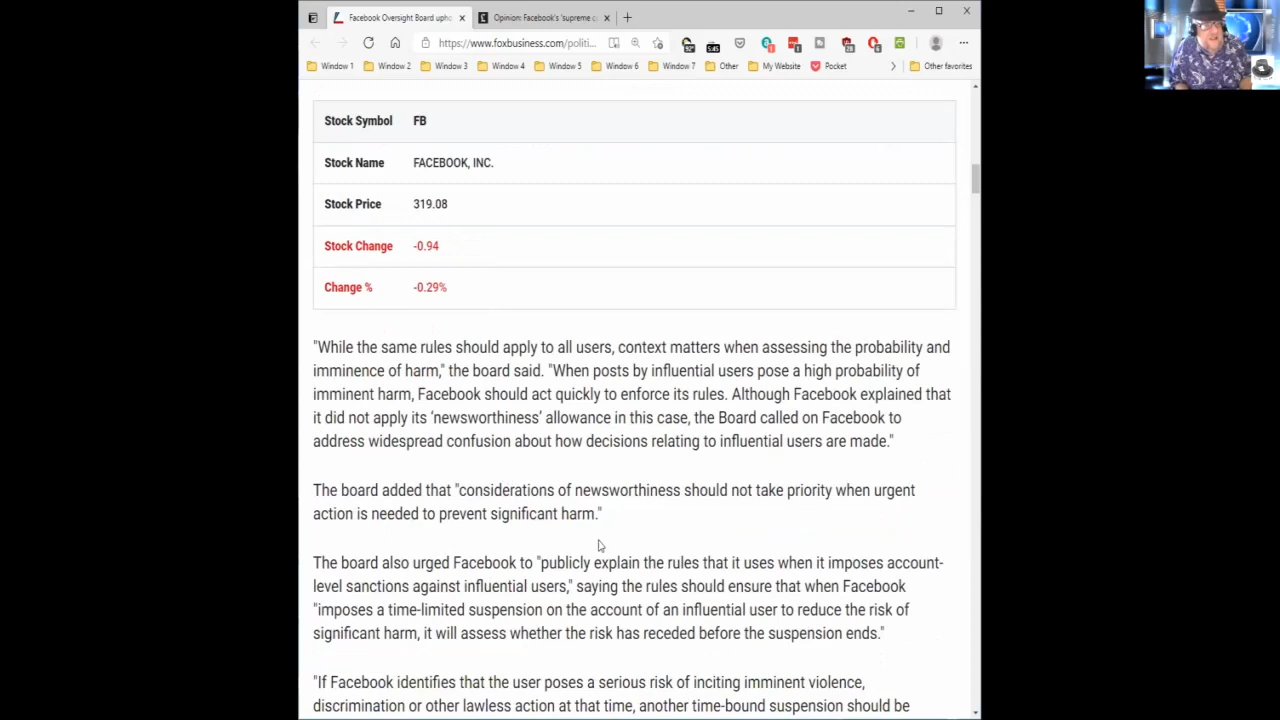 Facebook Oversight Board upho
Opinion: Facebook's 'supreme c
https://www.foxbusiness.com/politi...
Window 1
Window 2
Window 3
Window 4
Window 5
Window 6
Window 7
Other
My Website
Pocket
Other favorites
Stock Symbol FB
Stock Name FACEBOOK, INC.
Stock Price 319.08
Stock Change -0.94
Change % -0.29%
"While the same rules should apply to all users, context matters when assessing the probability and
imminence of harm," the board said. "When posts by influential users pose a high probability of
imminent harm, Facebook should act quickly to enforce its rules. Although Facebook explained that
it did not apply its ‘newsworthiness’ allowance in this case, the Board called on Facebook to
address widespread confusion about how decisions relating to influential users are made."
The board added that "considerations of newsworthiness should not take priority when urgent
action is needed to prevent significant harm."
The board also urged Facebook to "publicly explain the rules that it uses when it imposes account-
level sanctions against influential users," saying the rules should ensure that when Facebook
"imposes a time-limited suspension on the account of an influential user to reduce the risk of
significant harm, it will assess whether the risk has receded before the suspension ends."
"If Facebook identifies that the user poses a serious risk of inciting imminent violence,
discrimination or other lawless action at that time, another time-bound suspension should be